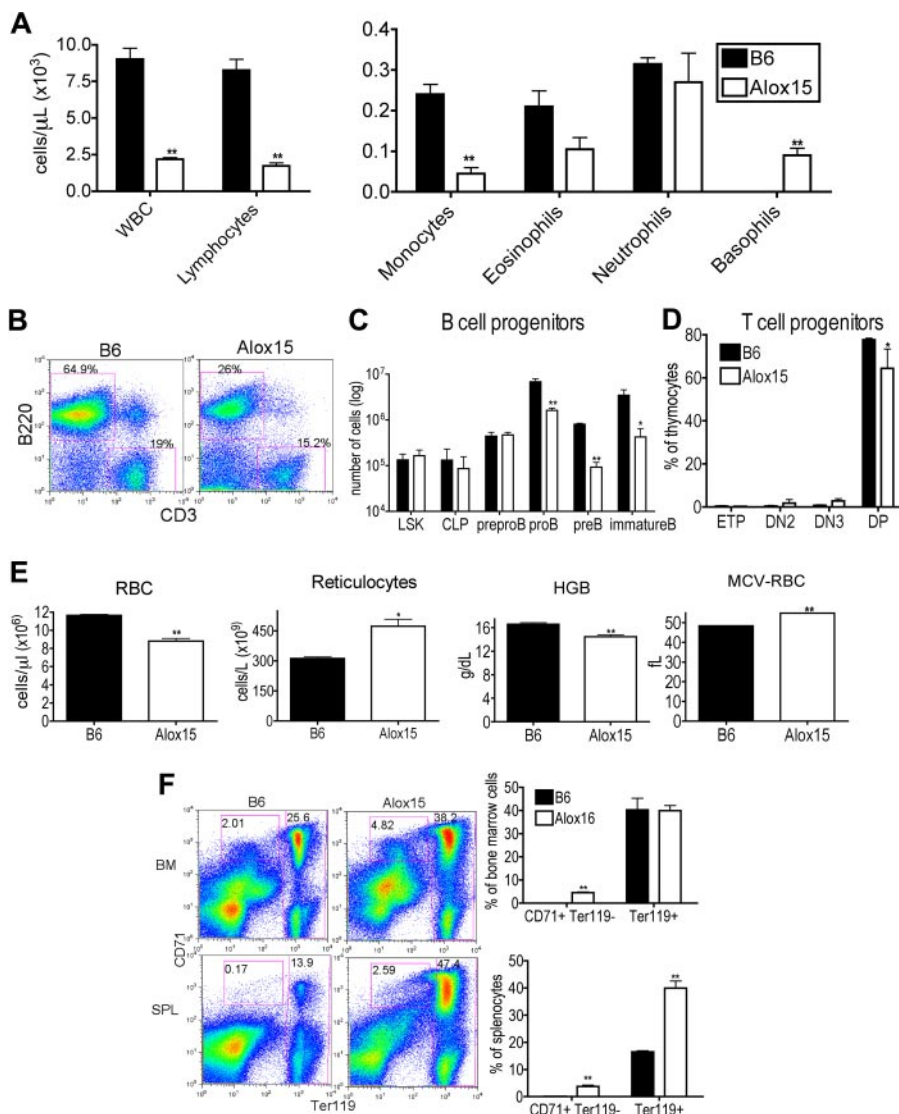 A
cells/µL (x10³)
10.0
7.5
5.0
2.5
0.0
**
**
WBC
Lymphocytes
0.4
0.3
0.2
0.1
0.0
**
**
B6
Alox15
Monocytes
Eosinophils
Neutrophils
Basophils
B
B6
Alox15
64.9%
26%
19%
15.2%
B220
CD3
10⁰ 10¹ 10² 10³ 10⁴
C
B cell progenitors
number of cells (log)
10⁷
10⁶
10⁵
10⁴
**
**
*
LSK CLP preproB proB preB immatureB
D
T cell progenitors
B6
Alox15
% of thymocytes
80
60
40
20
0
*
ETP DN2 DN3 DP
E
RBC
cells/µl (x10⁶)
12
10
8
6
4
2
0
**
B6 Alox15
Reticulocytes
cells/L (x10⁹)
450
300
150
0
*
B6 Alox15
HGB
g/dL
16
12
8
4
0
**
B6 Alox15
MCV-RBC
fL
50
40
30
20
10
0
**
B6 Alox15
F
B6
Alox15
BM
2.01
25.6
4.82
38.2
CD71
SPL
0.17
13.9
2.59
47.4
Ter119
% of bone marrow cells
50
40
30
20
10
0
B6
Alox16
**
CD71+ Ter119- Ter119+
% of splenocytes
50
40
30
20
10
0
**
**
CD71+ Ter119- Ter119+